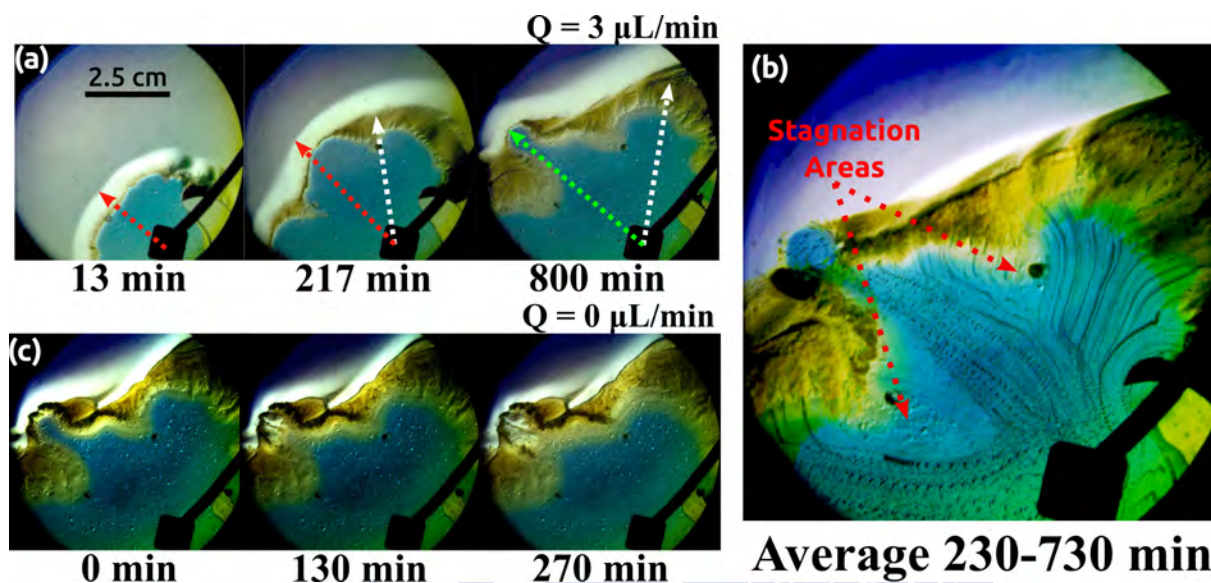 Q = 3 µL/min
(a)
2.5 cm
13 min
217 min
800 min
Q = 0 µL/min
(c)
0 min
130 min
270 min
(b)
Stagnation
Areas
Average 230-730 min